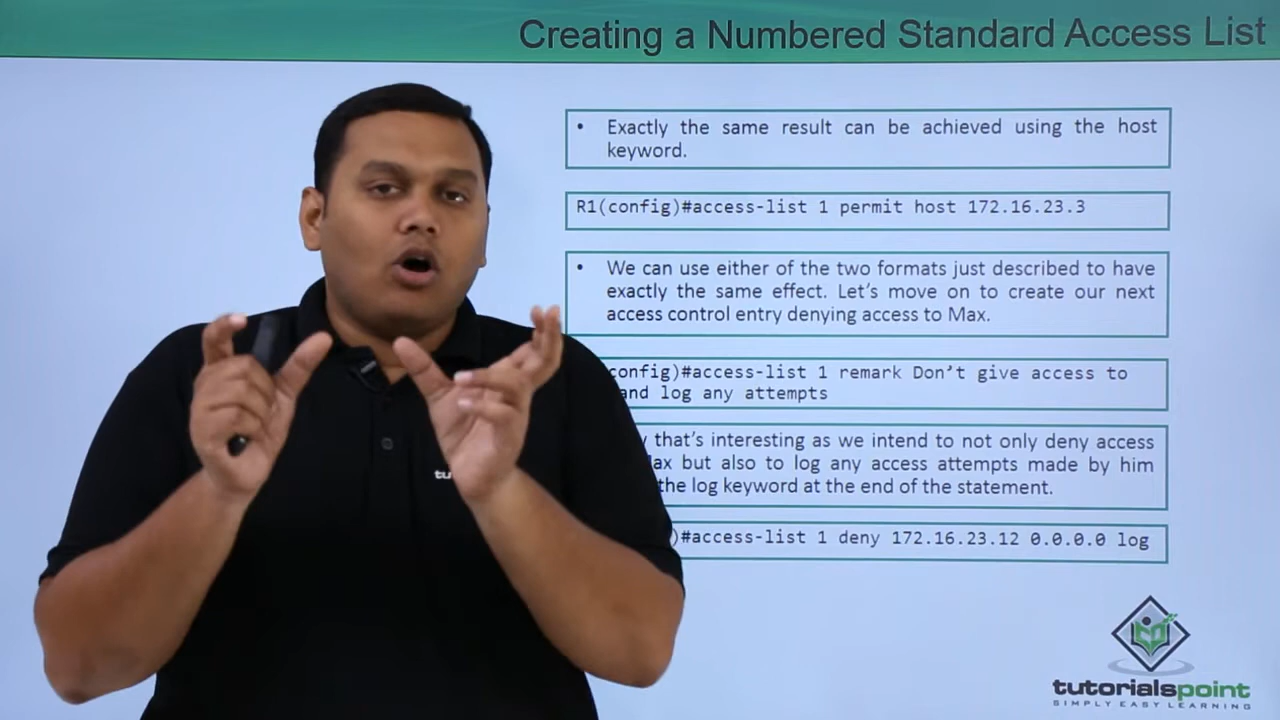 Creating a Numbered Standard Access List
• Exactly the same result can be achieved using the host
keyword.
R1(config)#access-list 1 permit host 172.16.23.3
• We can use either of the two formats just described to have
exactly the same effect. Let's move on to create our next
access control entry denying access to Max.
config)#access-list 1 remark Don't give access to
and log any attempts
that's interesting as we intend to not only deny access
ax but also to log any access attempts made by him
the log keyword at the end of the statement.
)#access-list 1 deny 172.16.23.12 0.0.0.0 log
tu
tutorialspoint
SIMPLY EASY LEARNING